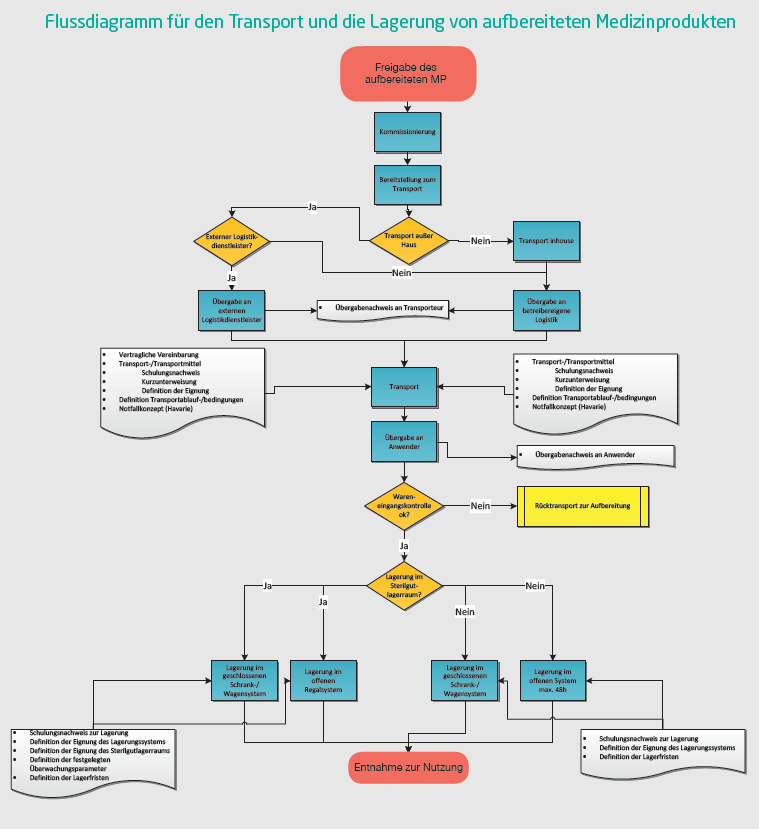 Flussdiagramm für den Transport und die Lagerung von aufbereiteten Medizinprodukten
Freigabe des
aufbereiteten MP
Kommissionierung
Bereitstellung zum
Transport
Ja
Externer Logistik-
dienstleister?
Transport außer
Haus
Nein
Transport inhouse
Nein
Ja
Übergabe an
externen
Logistikdienstleister
• Übergabenachweis an Transporteur
Übergabe an
betreibereigene
Logistik
• Vertragliche Vereinbarung
• Transport-/Transportmittel
Schulungsnachweis
Kurzunterweisung
Definition der Eignung
• Definition Transportablauf-/bedingungen
• Notfallkonzept (Havarie)
Transport
• Transport-/Transportmittel
Schulungsnachweis
Kurzunterweisung
Definition der Eignung
• Definition Transportablauf-/bedingungen
• Notfallkonzept (Havarie)
Übergabe an
Anwender
• Übergabenachweis an Anwender
Waren-
eingangskontrolle
ok?
Nein
Rücktransport zur Aufbereitung
Ja
Lagerung im
Sterilgut-
lagerraum?
Ja
Ja
Nein
Nein
Lagerung im
geschlossenen
Schrank-/
Wagensystem
Lagerung im
offenen
Regalsystem
Lagerung im
geschlossenen
Schrank-/
Wagensystem
Lagerung im
offenen System
max. 48h
• Schulungsnachweis zur Lagerung
• Definition der Eignung des Lagerungssystems
• Definition der Eignung des Sterilgutlagerraums
• Definition der festgelegten
Überwachungsparameter
• Definition der Lagerfristen
Entnahme zur Nutzung
• Schulungsnachweis zur Lagerung
• Definition der Eignung des Lagerungssystems
• Definition der Lagerfristen